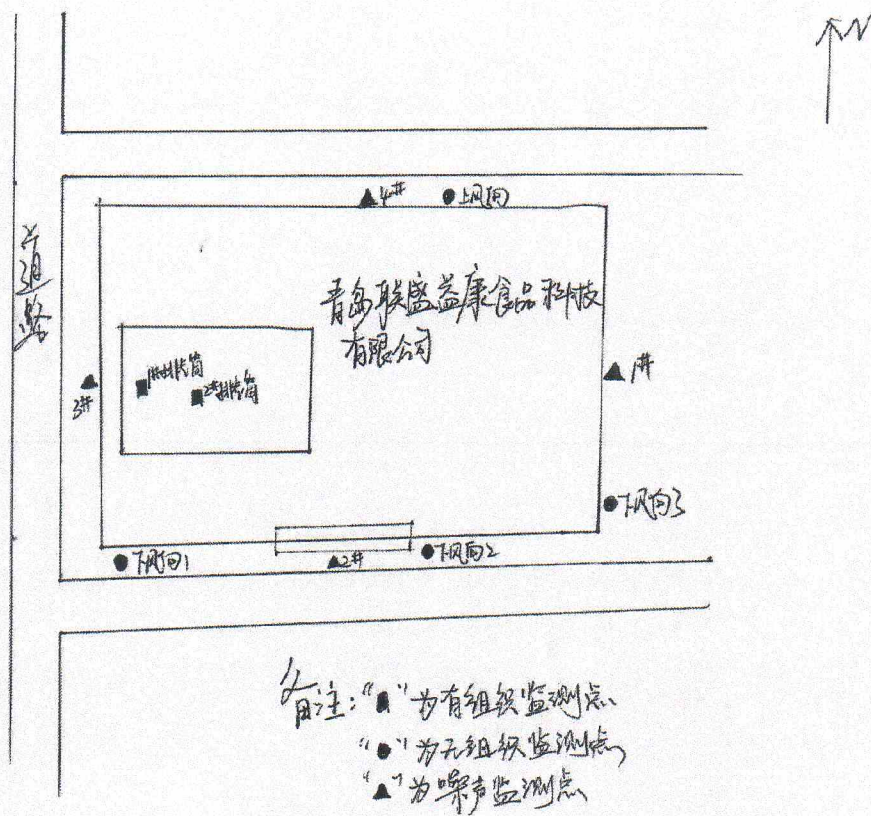 N
▲4# ●上风向
道路
青岛联盛益康食品科技
有限公司
1#排气筒
2#排气筒
▲
3#
▲1#
●下风向3
●下风向1
▲2#
●下风向2
备注："■"为有组织监测点
"●"为无组织监测点
"▲"为噪声监测点